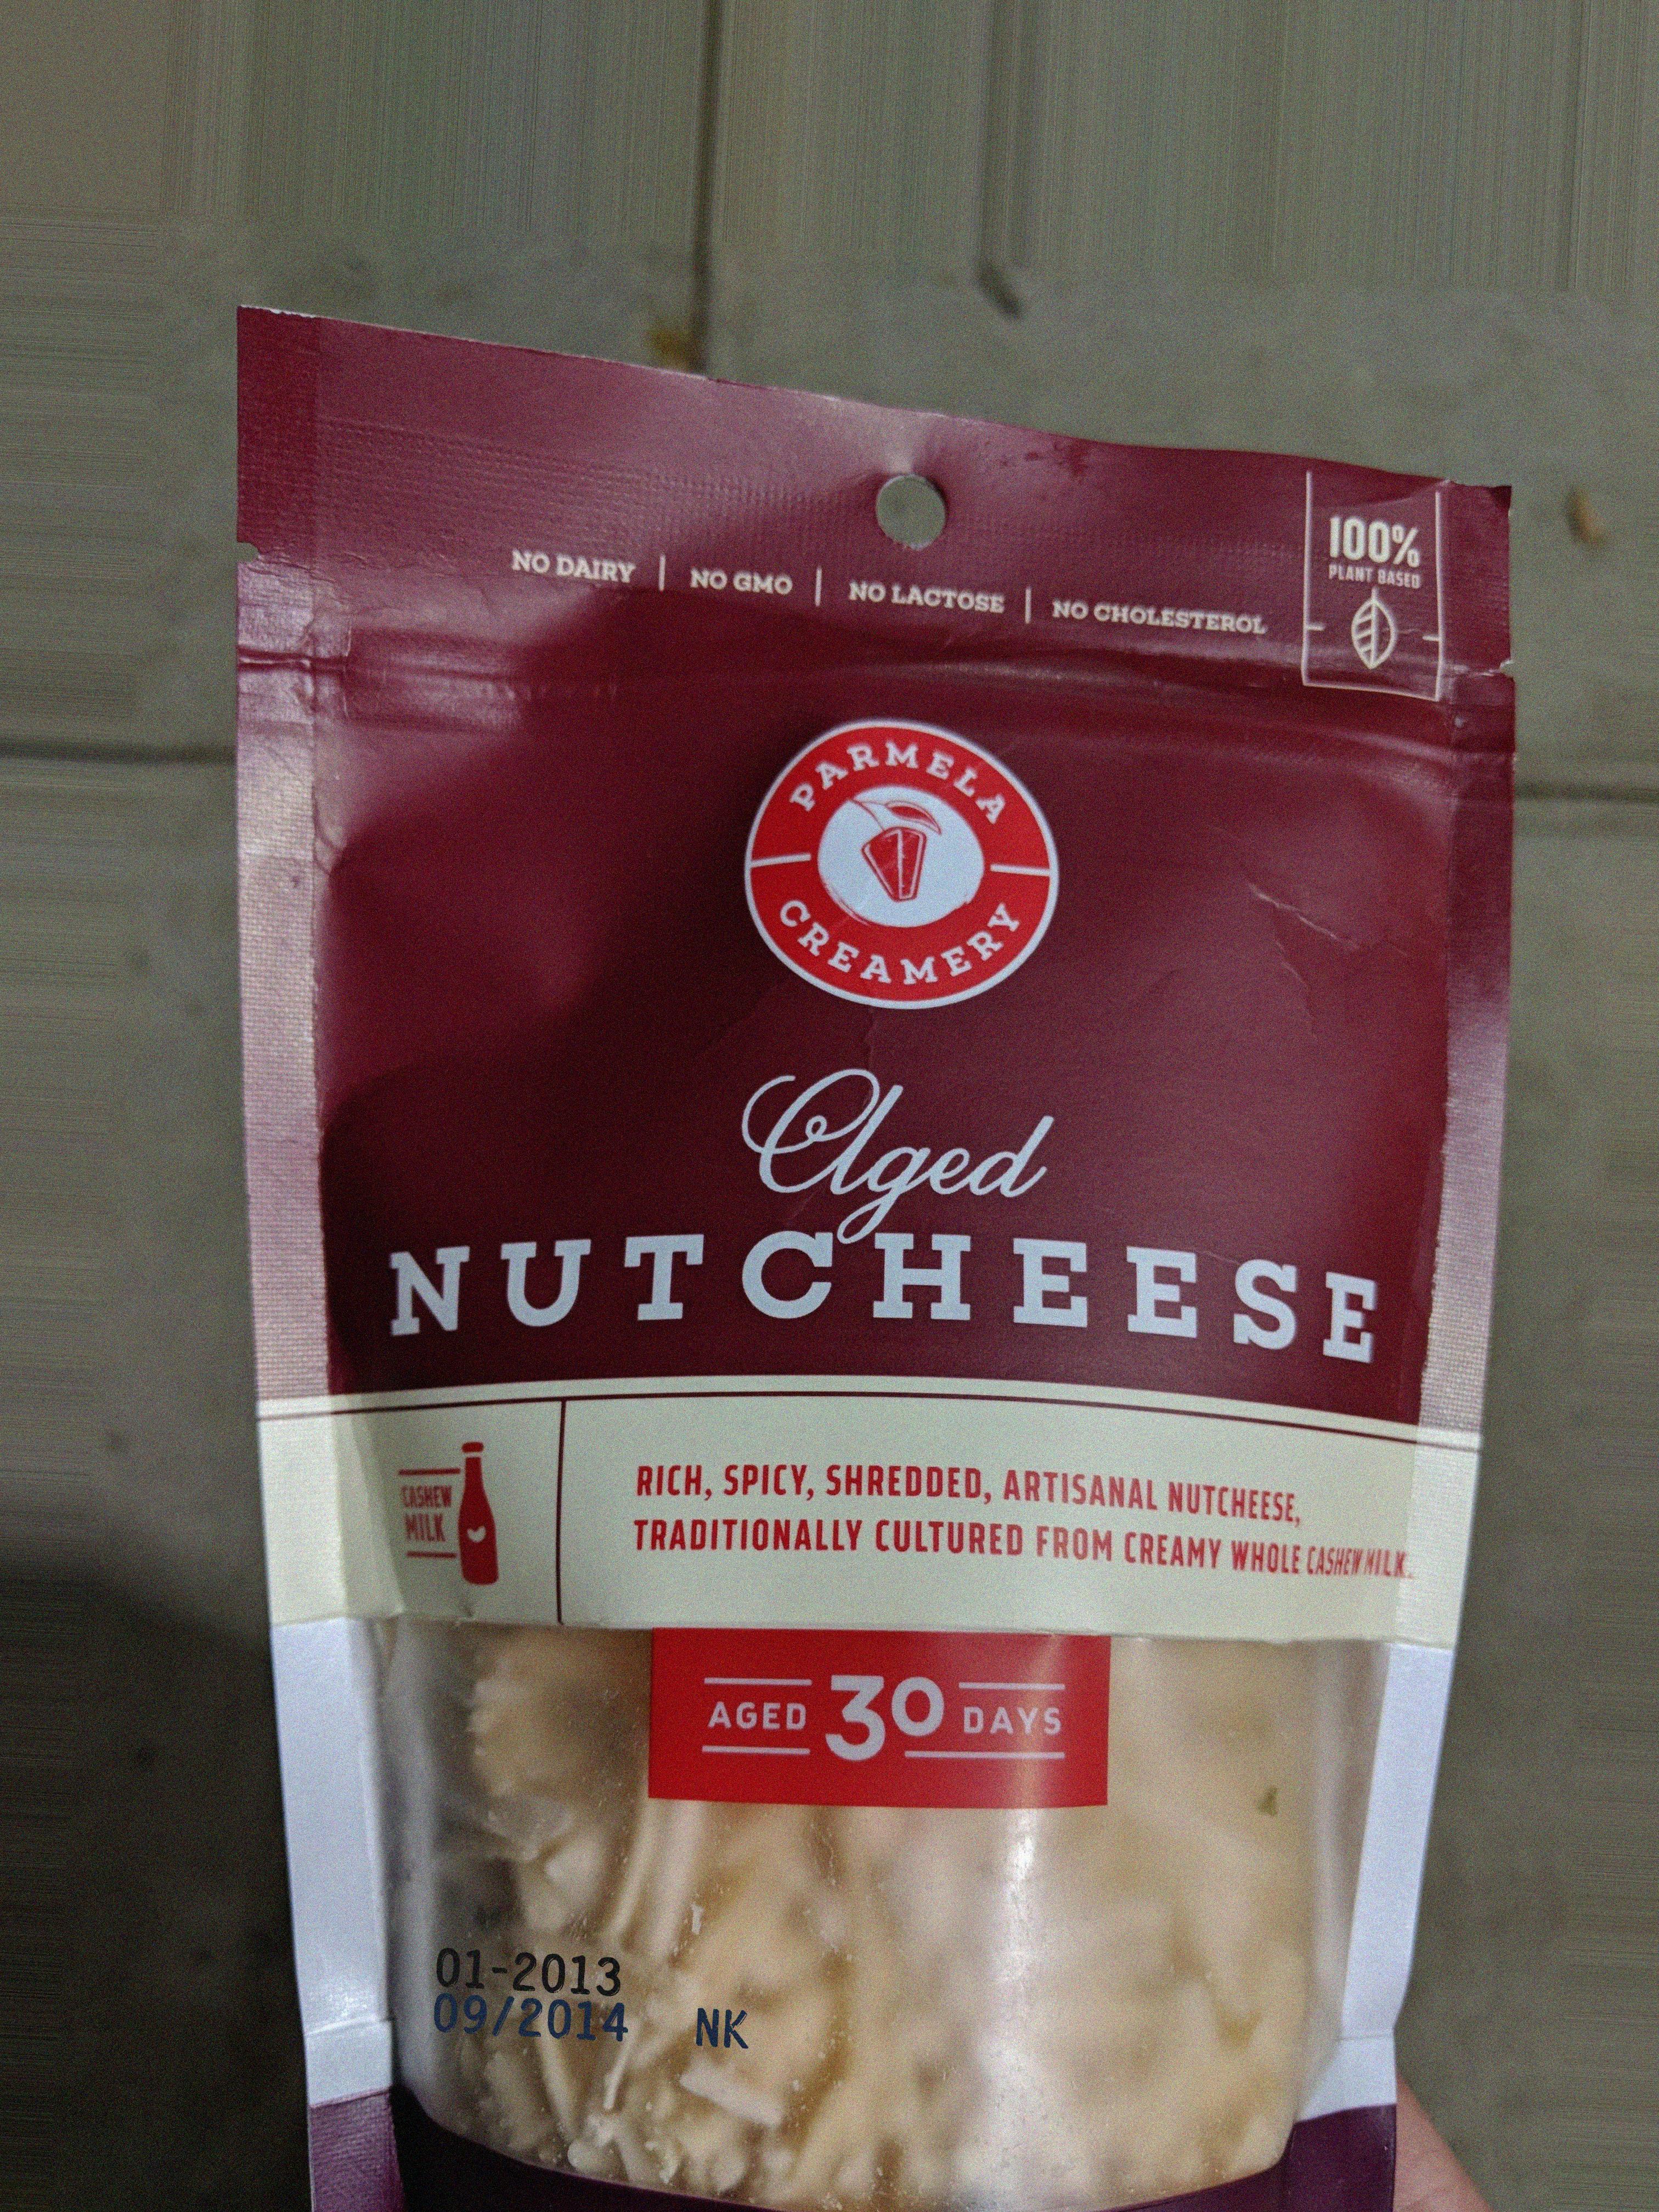 NO DAIRY | NO GMO | NO LACTOSE | NO CHOLESTEROL
100%
PLANT BASED
PARMELA
CREAMERY
Aged
NUTCHEESE
CASHEW
MILK
RICH, SPICY, SHREDDED, ARTISANAL NUTCHEESE,
TRADITIONALLY CULTURED FROM CREAMY WHOLE CASHEW MILK.
AGED 30 DAYS
01-2013
09/2014 NK